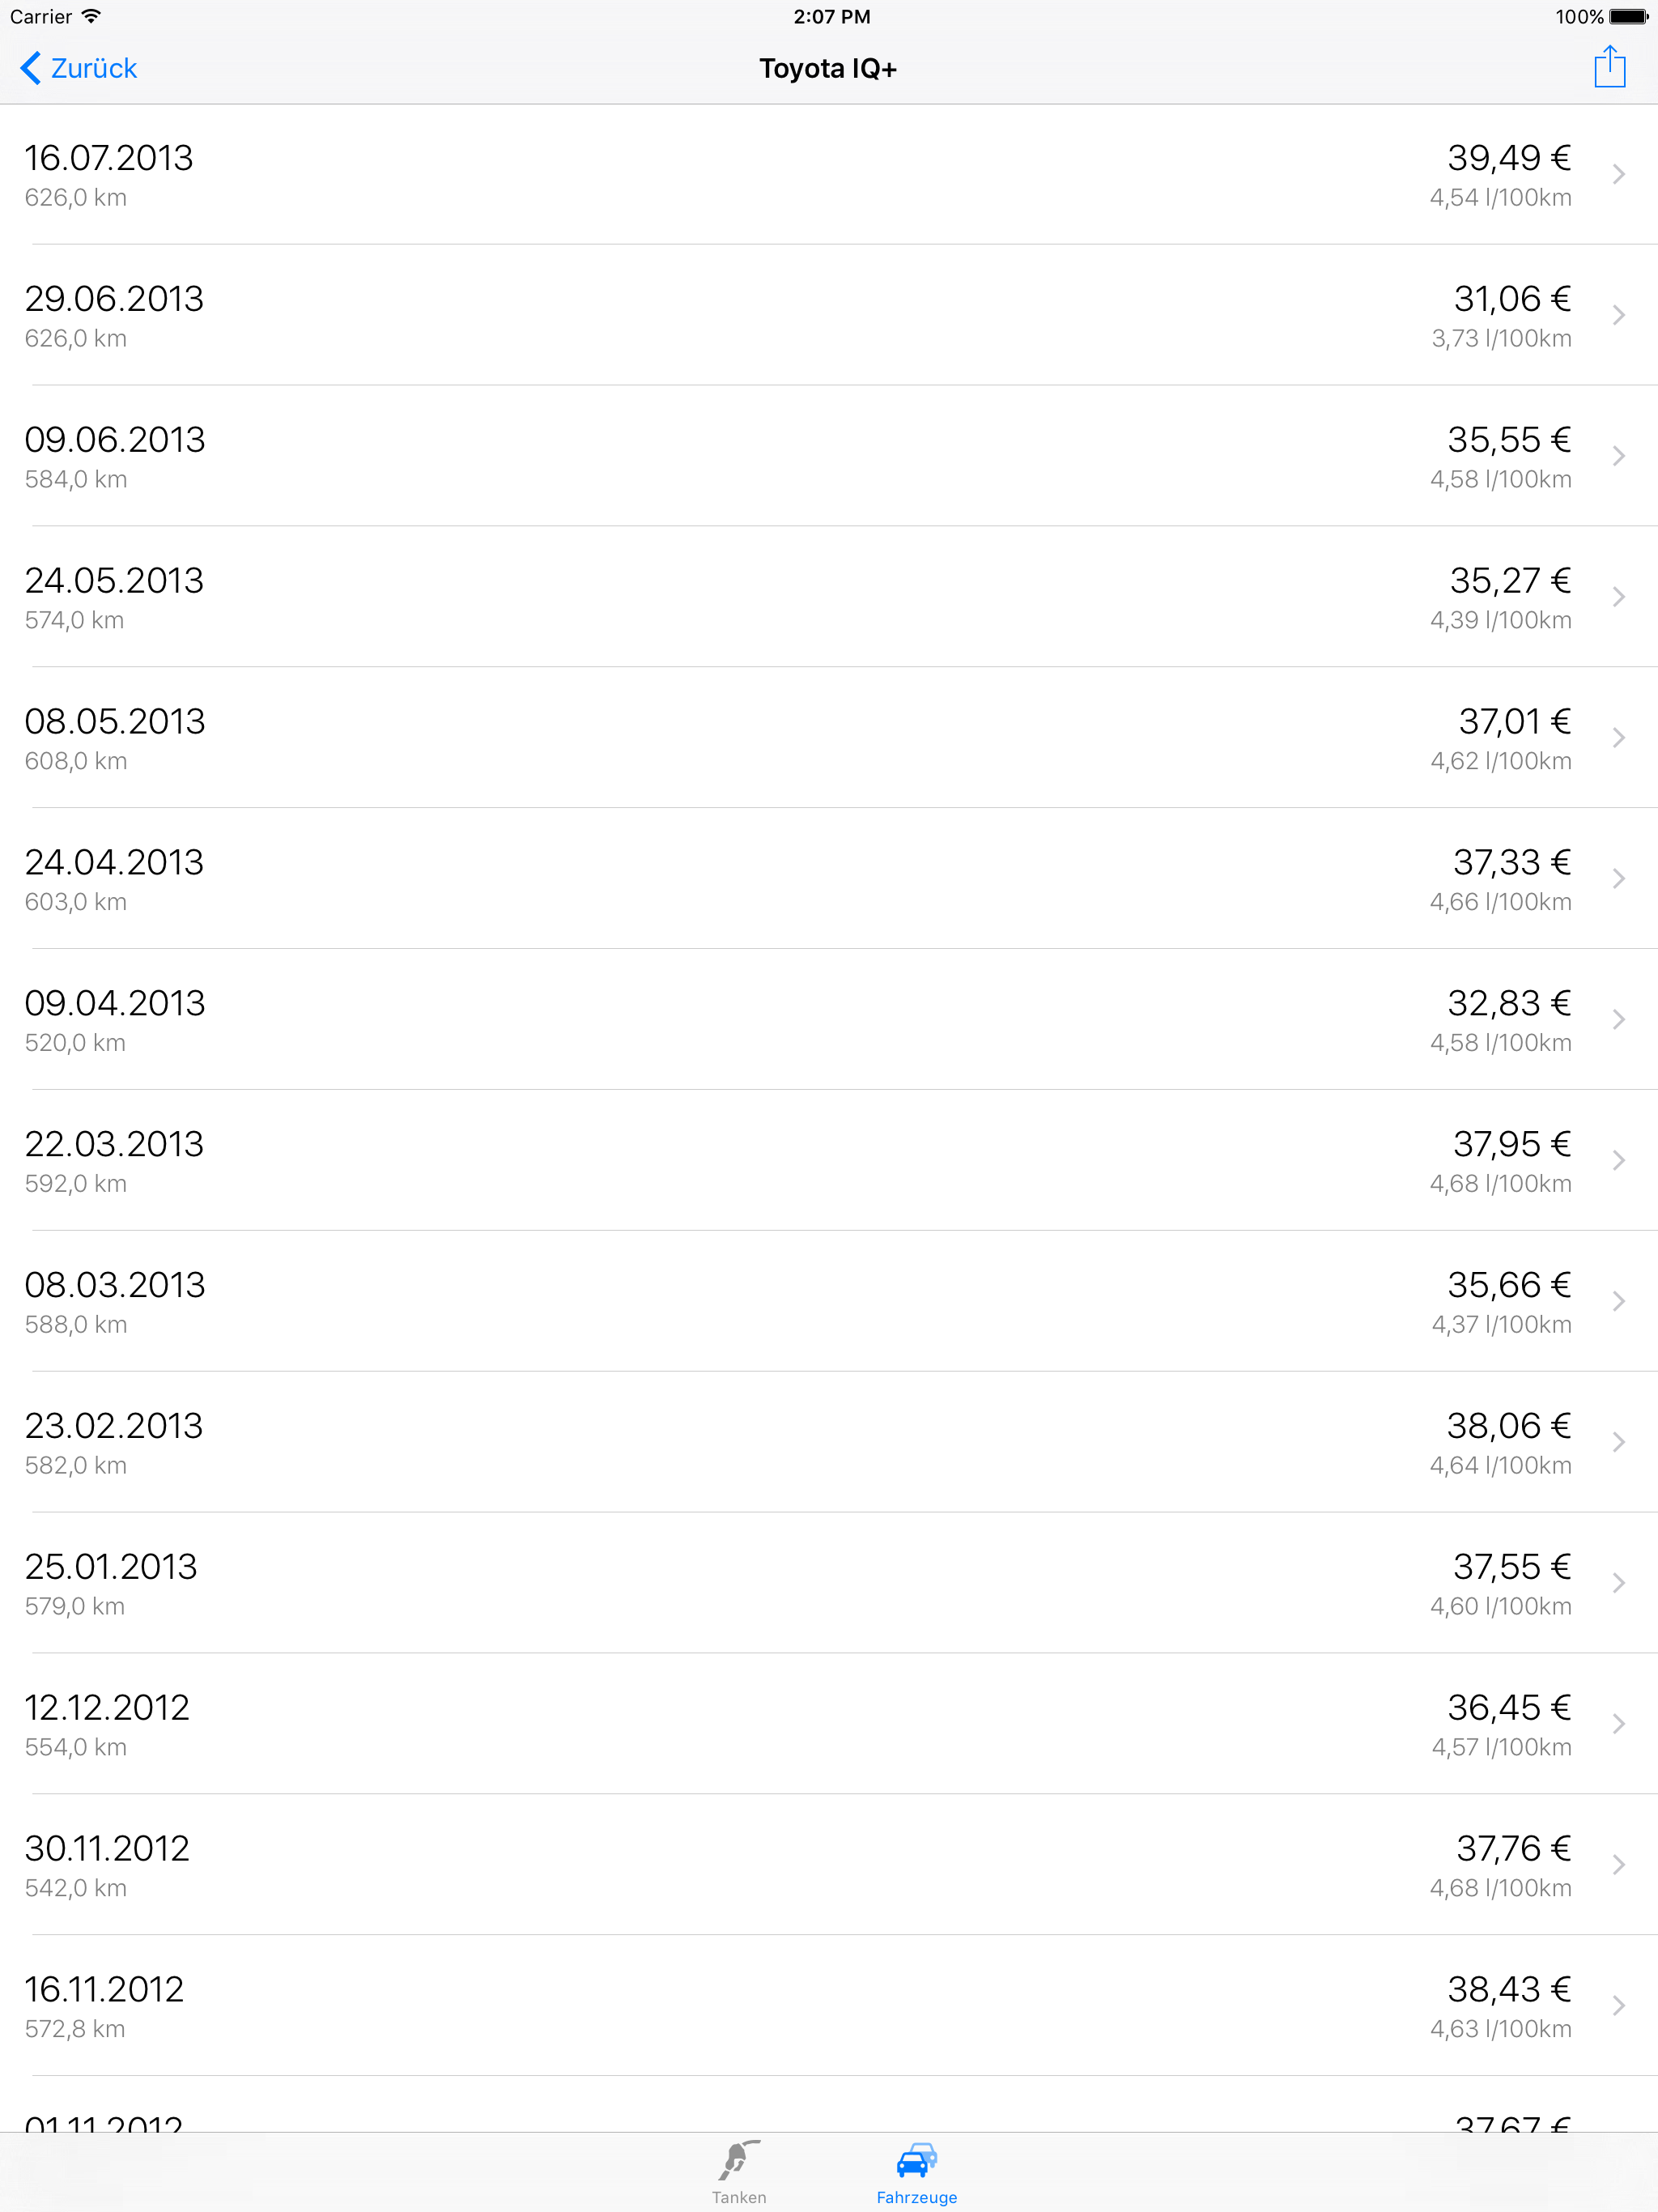 Carrier 2:07 PM 100%
Zurück Toyota IQ+
16.07.2013 39,49 €
626,0 km 4,54 l/100km
29.06.2013 31,06 €
626,0 km 3,73 l/100km
09.06.2013 35,55 €
584,0 km 4,58 l/100km
24.05.2013 35,27 €
574,0 km 4,39 l/100km
08.05.2013 37,01 €
608,0 km 4,62 l/100km
24.04.2013 37,33 €
603,0 km 4,66 l/100km
09.04.2013 32,83 €
520,0 km 4,58 l/100km
22.03.2013 37,95 €
592,0 km 4,68 l/100km
08.03.2013 35,66 €
588,0 km 4,37 l/100km
23.02.2013 38,06 €
582,0 km 4,64 l/100km
25.01.2013 37,55 €
579,0 km 4,60 l/100km
12.12.2012 36,45 €
554,0 km 4,57 l/100km
30.11.2012 37,76 €
542,0 km 4,68 l/100km
16.11.2012 38,43 €
572,8 km 4,63 l/100km
01.11.2012 37,67 €
Tanken Fahrzeuge